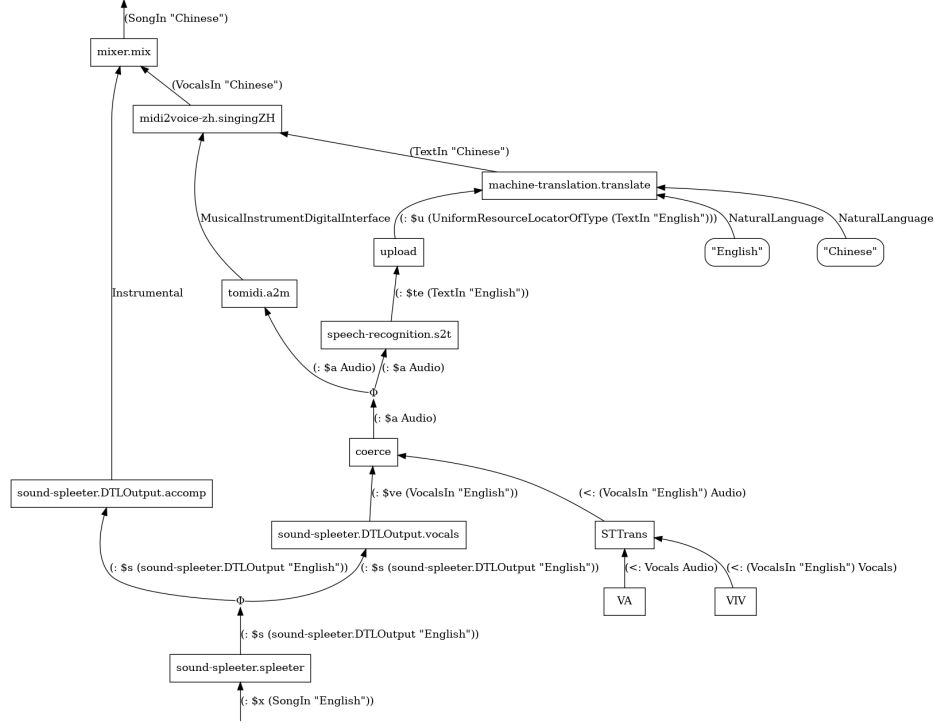 (SongIn "Chinese")
mixer.mix
(VocalsIn "Chinese")
midi2voice-zh.singingZH
(TextIn "Chinese")
machine-translation.translate
MusicalInstrumentDigitalInterface
(: $u (UniformResourceLocatorOfType (TextIn "English")))
NaturalLanguage
NaturalLanguage
upload
"English"
"Chinese"
Instrumental
tomidi.a2m
(: $te (TextIn "English"))
speech-recognition.s2t
(: $a Audio)
(: $a Audio)
Φ
(: $a Audio)
coerce
sound-spleeter.DTLOutput.accomp
(: $ve (VocalsIn "English"))
(<: (VocalsIn "English") Audio)
sound-spleeter.DTLOutput.vocals
STTrans
(: $s (sound-spleeter.DTLOutput "English"))
(: $s (sound-spleeter.DTLOutput "English"))
(<: Vocals Audio)
(<: (VocalsIn "English") Vocals)
Φ
VA
VIV
(: $s (sound-spleeter.DTLOutput "English"))
sound-spleeter.spleeter
(: $x (SongIn "English"))